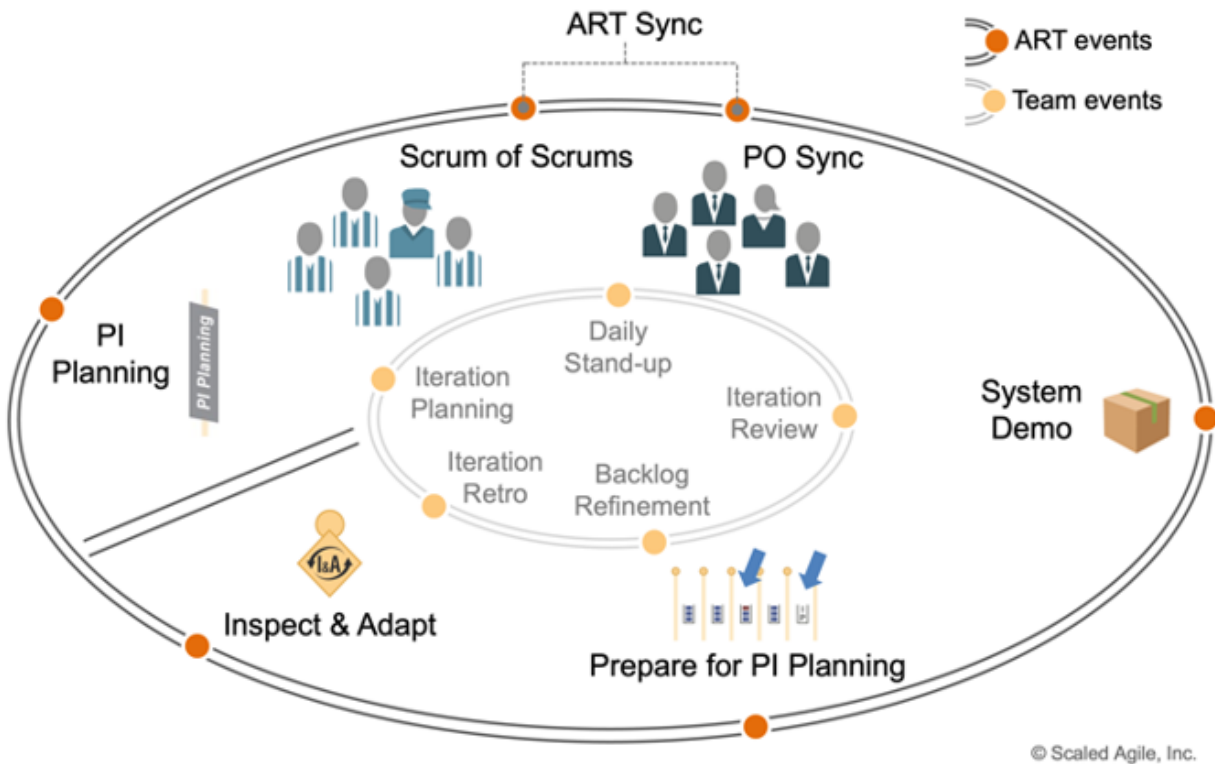 ART Sync
ART events
Team events
Scrum of Scrums
PO Sync
PI
Planning
PI Planning
Daily
Stand-up
Iteration
Planning
Iteration
Review
System
Demo
Iteration
Retro
Backlog
Refinement
I&A
Inspect & Adapt
Prepare for PI Planning
© Scaled Agile, Inc.